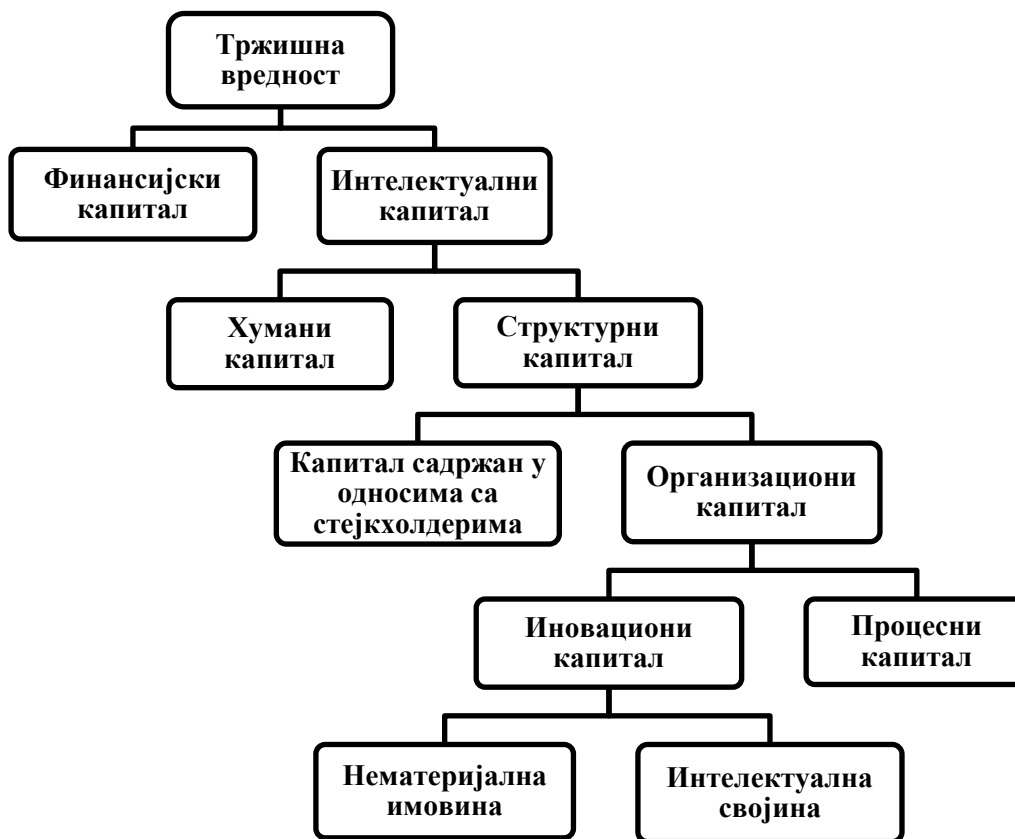 Тржишна
вредност
Финансијски
капитал
Интелектуални
капитал
Хумани
капитал
Структурни
капитал
Капитал садржан у
односима са
стејкхолдерима
Организациони
капитал
Иновациони
капитал
Процесни
капитал
Нематеријална
имовина
Интелектуална
својина